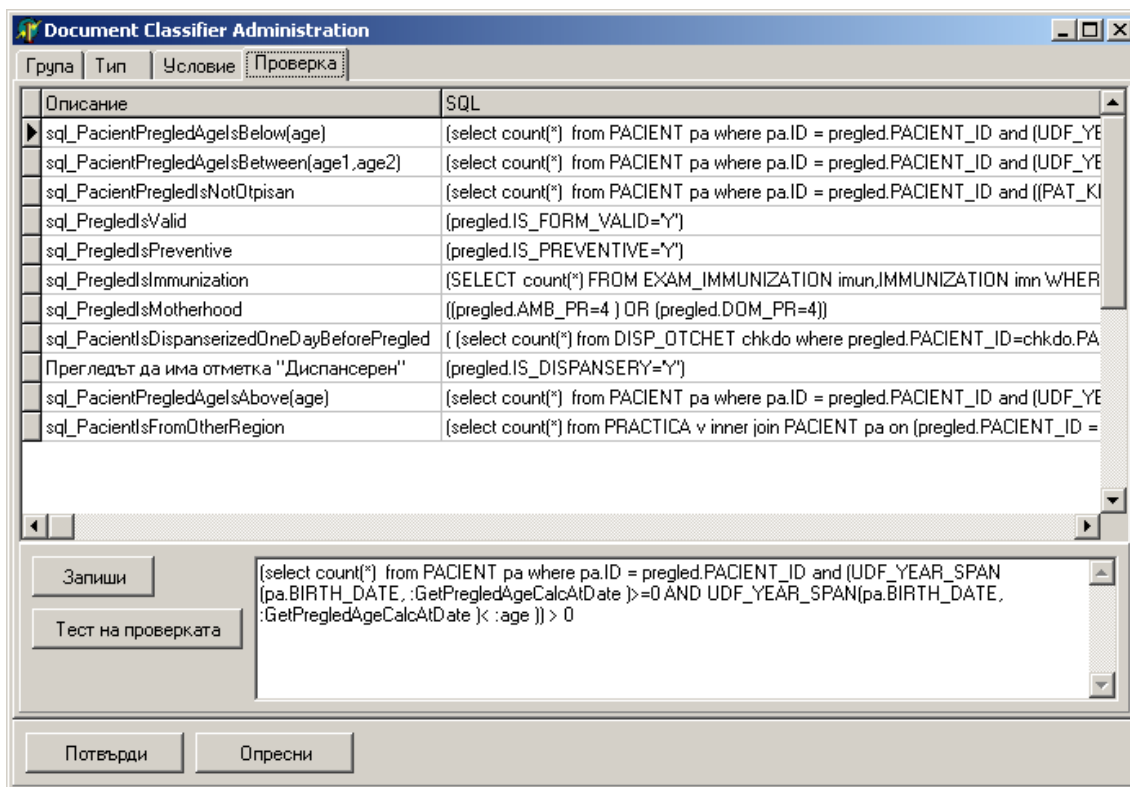 Document Classifier Administration
Група Тип Условие Проверка
Описание SQL
sql_PacientPregledAgeIsBelow(age) (select count(*) from PACIENT pa where pa.ID = pregled.PACIENT_ID and (UDF_YE
sql_PacientPregledAgeIsBetween(age1,age2) (select count(*) from PACIENT pa where pa.ID = pregled.PACIENT_ID and (UDF_YE
sql_PacientPregledIsNotOtpisan (select count(*) from PACIENT pa where pa.ID = pregled.PACIENT_ID and ((PAT_KI
sql_PregledIsValid (pregled.IS_FORM_VALID='Y')
sql_PregledIsPreventive (pregled.IS_PREVENTIVE='Y')
sql_PregledIsImmunization (SELECT count(*) FROM EXAM_IMMUNIZATION imun,IMMUNIZATION imn WHER
sql_PregledIsMotherhood ((pregled.AMB_PR=4 ) OR (pregled.DOM_PR=4))
sql_PacientIsDispanserizedOneDayBeforePregled ( (select count(*) from DISP_OTCHET chkdo where pregled.PACIENT_ID=chkdo.PA
Прегледът да има отметка "Диспансерен" (pregled.IS_DISPANSERY='Y')
sql_PacientPregledAgeIsAbove(age) (select count(*) from PACIENT pa where pa.ID = pregled.PACIENT_ID and (UDF_YE
sql_PacientIsFromOtherRegion (select count(*) from PRACTICA v inner join PACIENT pa on (pregled.PACIENT_ID =
Запиши
Тест на проверката
(select count(*) from PACIENT pa where pa.ID = pregled.PACIENT_ID and (UDF_YEAR_SPAN
(pa.BIRTH_DATE, :GetPregledAgeCalcAtDate )>=0 AND UDF_YEAR_SPAN(pa.BIRTH_DATE,
:GetPregledAgeCalcAtDate )< :age )) > 0
Потвърди Опресни